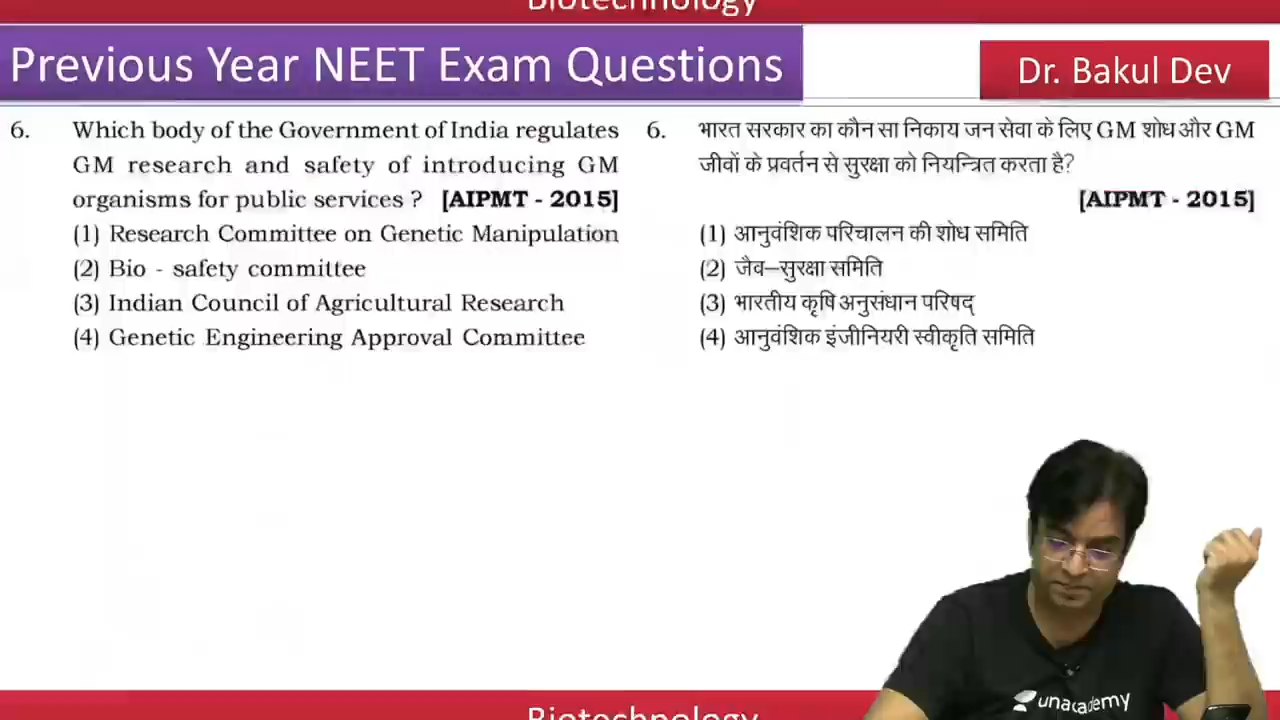 Biotechnology
Previous Year NEET Exam Questions
Dr. Bakul Dev
6. Which body of the Government of India regulates
GM research and safety of introducing GM
organisms for public services ? [AIPMT - 2015]
(1) Research Committee on Genetic Manipulation
(2) Bio - safety committee
(3) Indian Council of Agricultural Research
(4) Genetic Engineering Approval Committee
6. भारत सरकार का कौन सा निकाय जन सेवा के लिए GM शोध और GM
जीवों के प्रवर्तन से सुरक्षा को नियन्त्रित करता है?
[AIPMT - 2015]
(1) आनुवंशिक परिचालन की शोध समिति
(2) जैव–सुरक्षा समिति
(3) भारतीय कृषि अनुसंधान परिषद्
(4) आनुवंशिक इंजीनियरी स्वीकृति समिति
unacademy
Biotechnology